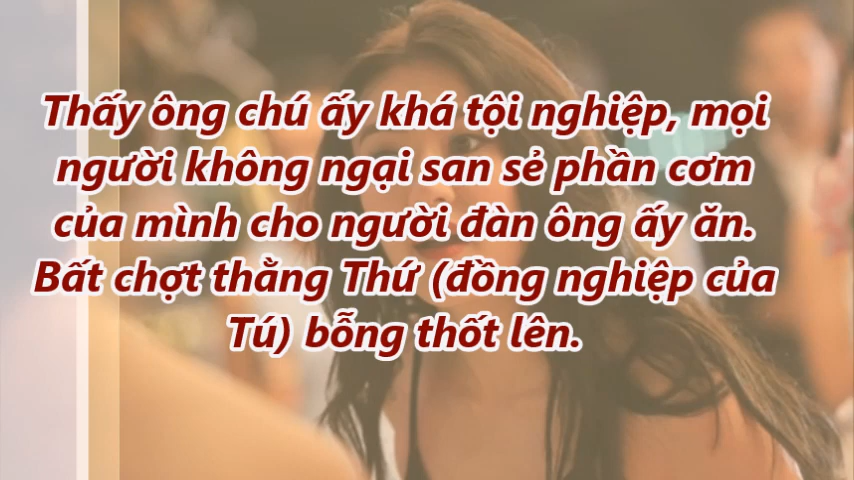 Thấy ông chú ấy khá tội nghiệp, mọi
người không ngại san sẻ phần cơm
của mình cho người đàn ông ấy ăn.
Bất chợt thằng Thứ (đồng nghiệp của
Tú) bỗng thốt lên.